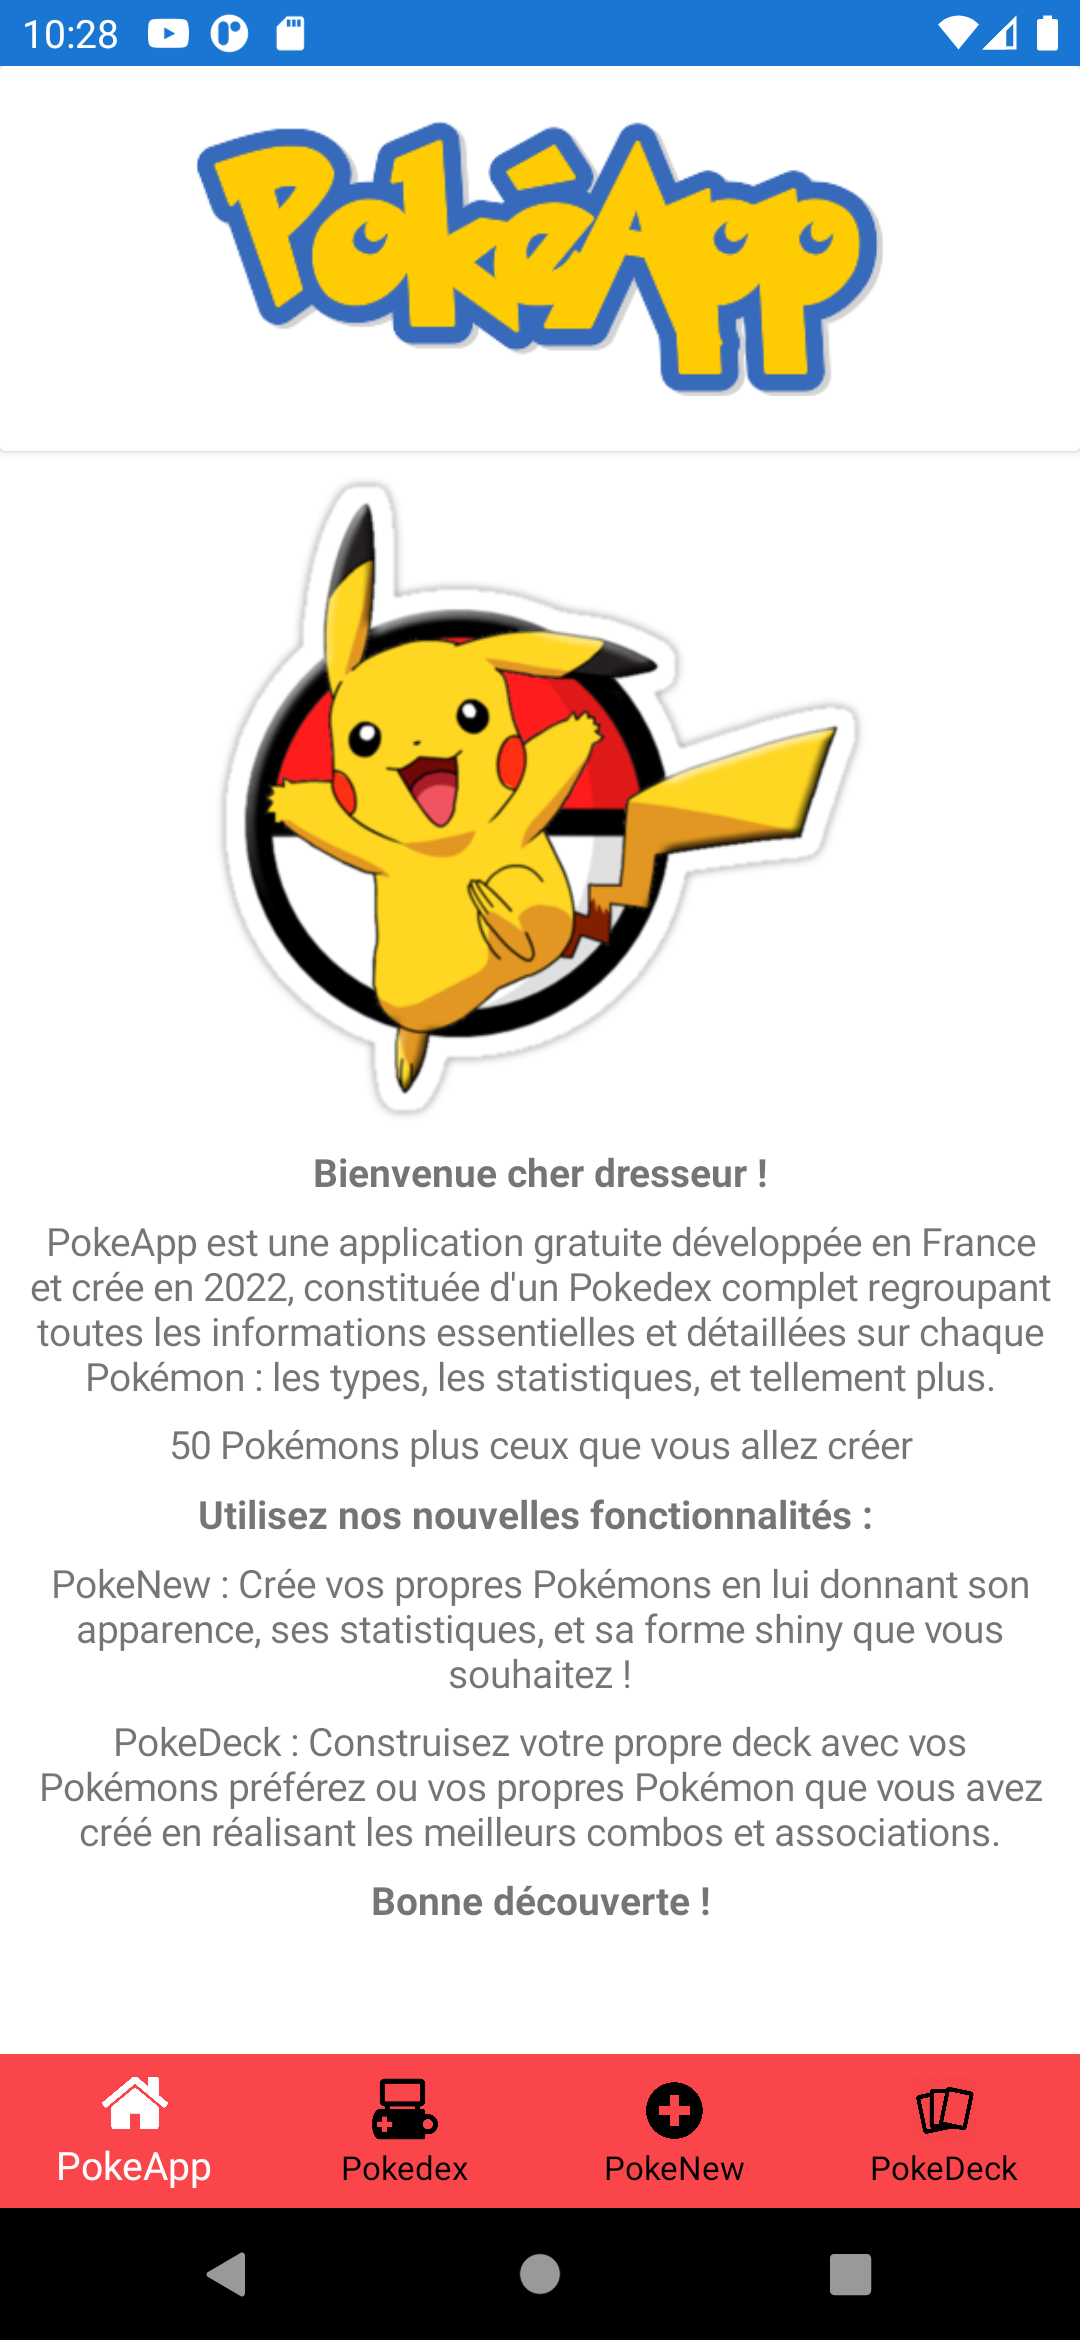 10:28
PokéApp
Bienvenue cher dresseur !
PokeApp est une application gratuite développée en France
et crée en 2022, constituée d'un Pokedex complet regroupant
toutes les informations essentielles et détaillées sur chaque
Pokémon : les types, les statistiques, et tellement plus.
50 Pokémons plus ceux que vous allez créer
Utilisez nos nouvelles fonctionnalités :
PokeNew : Crée vos propres Pokémons en lui donnant son
apparence, ses statistiques, et sa forme shiny que vous
souhaitez !
PokeDeck : Construisez votre propre deck avec vos
Pokémons préférez ou vos propres Pokémon que vous avez
créé en réalisant les meilleurs combos et associations.
Bonne découverte !
PokeApp Pokedex PokeNew PokeDeck